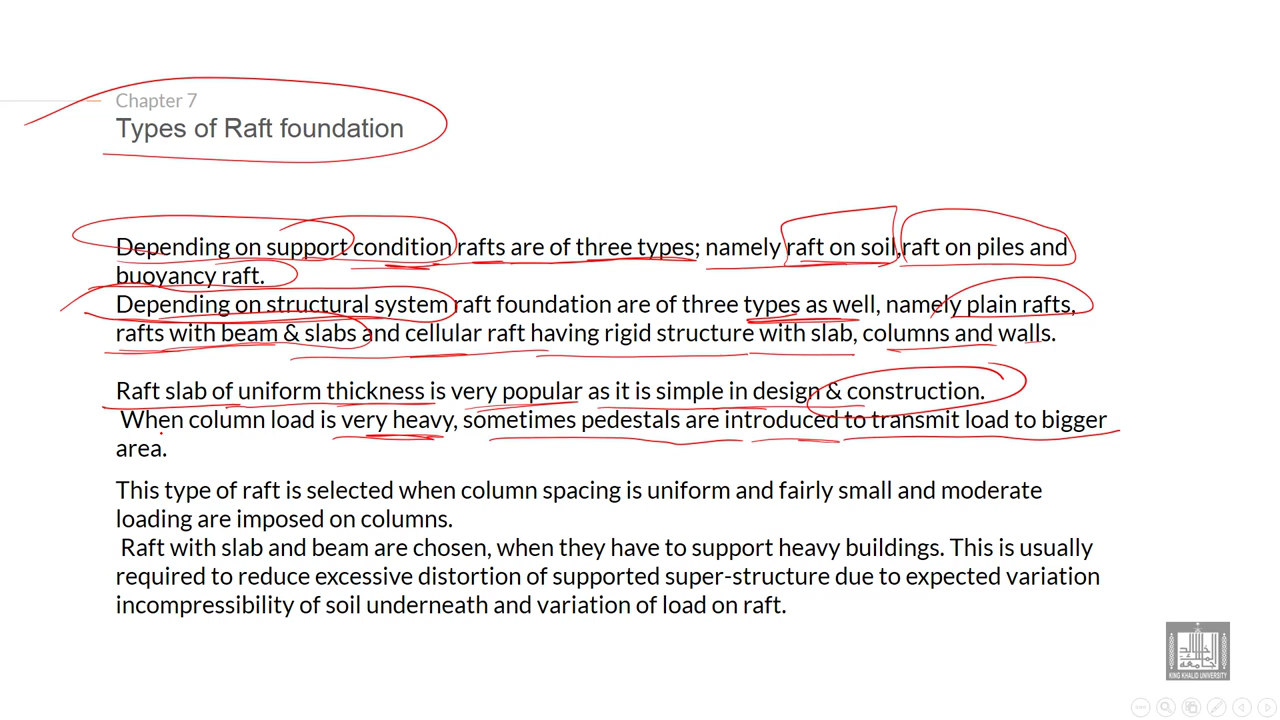 Chapter 7
Types of Raft foundation
Depending on support condition rafts are of three types; namely raft on soil, raft on piles and
buoyancy raft.
Depending on structural system raft foundation are of three types as well, namely plain rafts,
rafts with beam & slabs and cellular raft having rigid structure with slab, columns and walls.
Raft slab of uniform thickness is very popular as it is simple in design & construction.
When column load is very heavy, sometimes pedestals are introduced to transmit load to bigger
area.
This type of raft is selected when column spacing is uniform and fairly small and moderate
loading are imposed on columns.
Raft with slab and beam are chosen, when they have to support heavy buildings. This is usually
required to reduce excessive distortion of supported super-structure due to expected variation
incompressibility of soil underneath and variation of load on raft.
KING KHALID UNIVERSITY